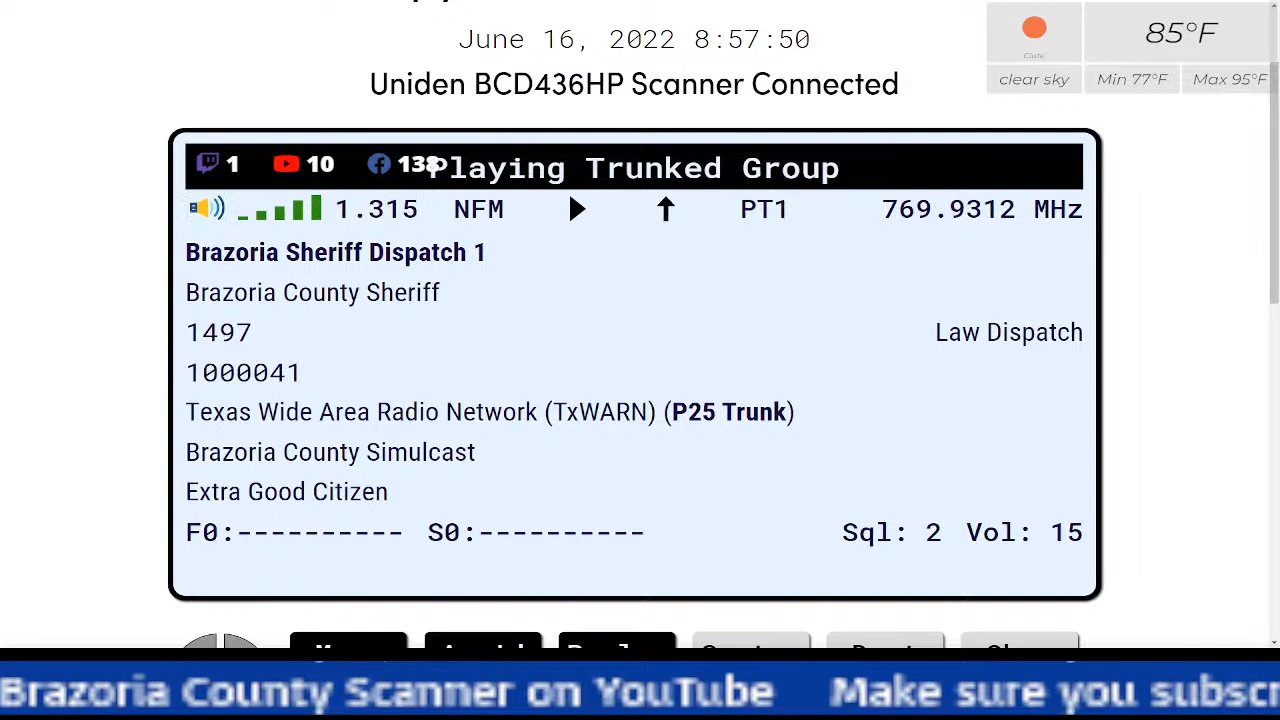 June 16, 2022 8:57:50
85°F
Clute
clear sky Min 77°F Max 95°F
Uniden BCD436HP Scanner Connected
1 10 138 Playing Trunked Group
1.315 NFM PT1 769.9312 MHz
Brazoria Sheriff Dispatch 1
Brazoria County Sheriff
1497 Law Dispatch
1000041
Texas Wide Area Radio Network (TxWARN) (P25 Trunk)
Brazoria County Simulcast
Extra Good Citizen
F0:---------- S0:---------- Sql: 2 Vol: 15
Brazoria County Scanner on YouTube Make sure you subscr